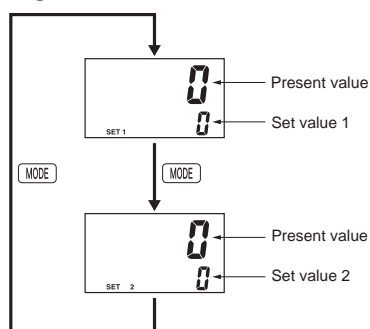 0
Present value
SET 1
0
Set value 1
MODE
MODE
0
Present value
SET 2
0
Set value 2